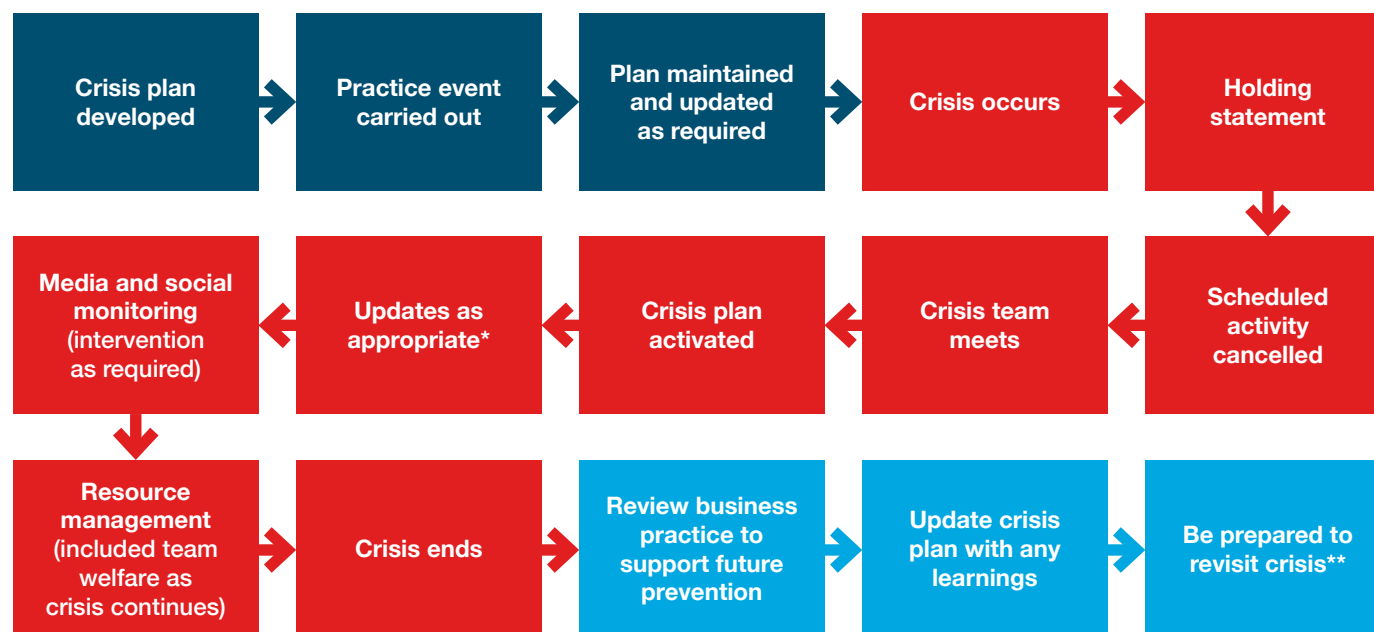 Crisis plan
developed
Practice event
carried out
Plan maintained
and updated
as required
Crisis occurs
Holding
statement
Scheduled
activity
cancelled
Crisis team
meets
Crisis plan
activated
Updates as
appropriate*
Media and social
monitoring
(intervention
as required)
Resource
management
(included team
welfare as
crisis continues)
Crisis ends
Review business
practice to
support future
prevention
Update crisis
plan with any
learnings
Be prepared to
revisit crisis**